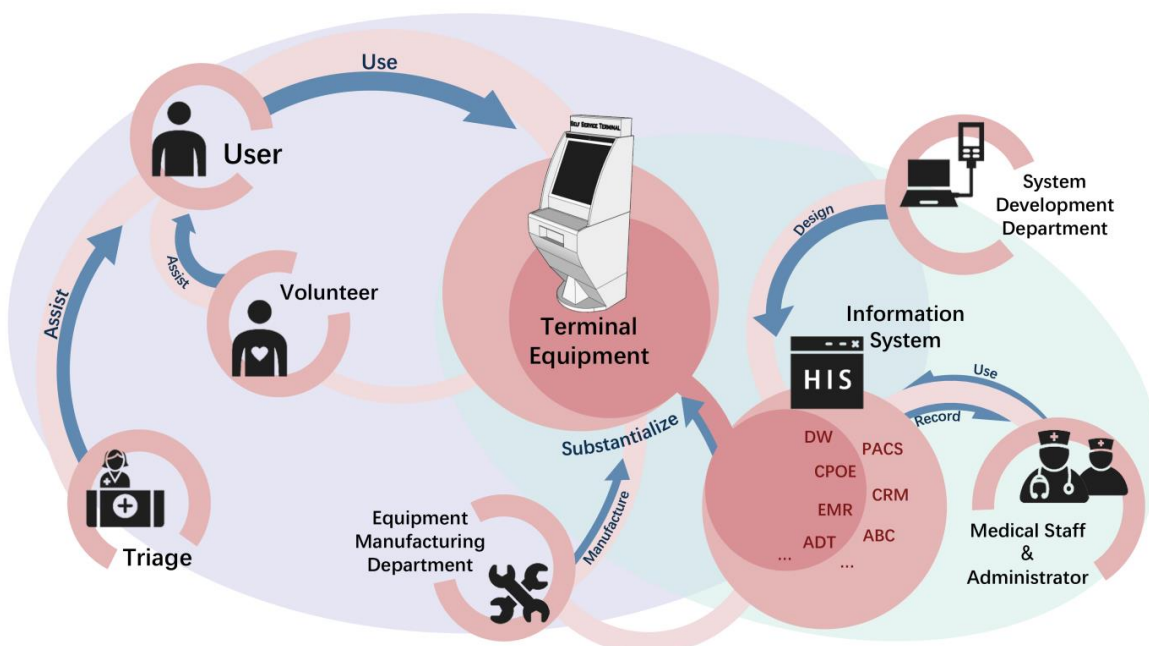 Use
User
SELF SERVICE TERMINAL
System
Development
Department
Design
Assist
Assist
Volunteer
Terminal
Equipment
Information
System
HIS
Use
Record
Substantialize
DW
PACS
CPOE
CRM
EMR
ABC
ADT
...
...
Manufacture
Equipment
Manufacturing
Department
Triage
Medical Staff
&
Administrator